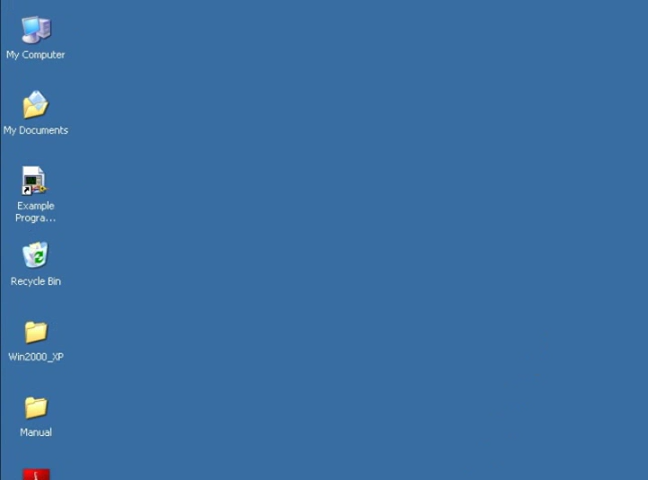 My Computer
My Documents
Example
Progra...
Recycle Bin
Win2000_XP
Manual